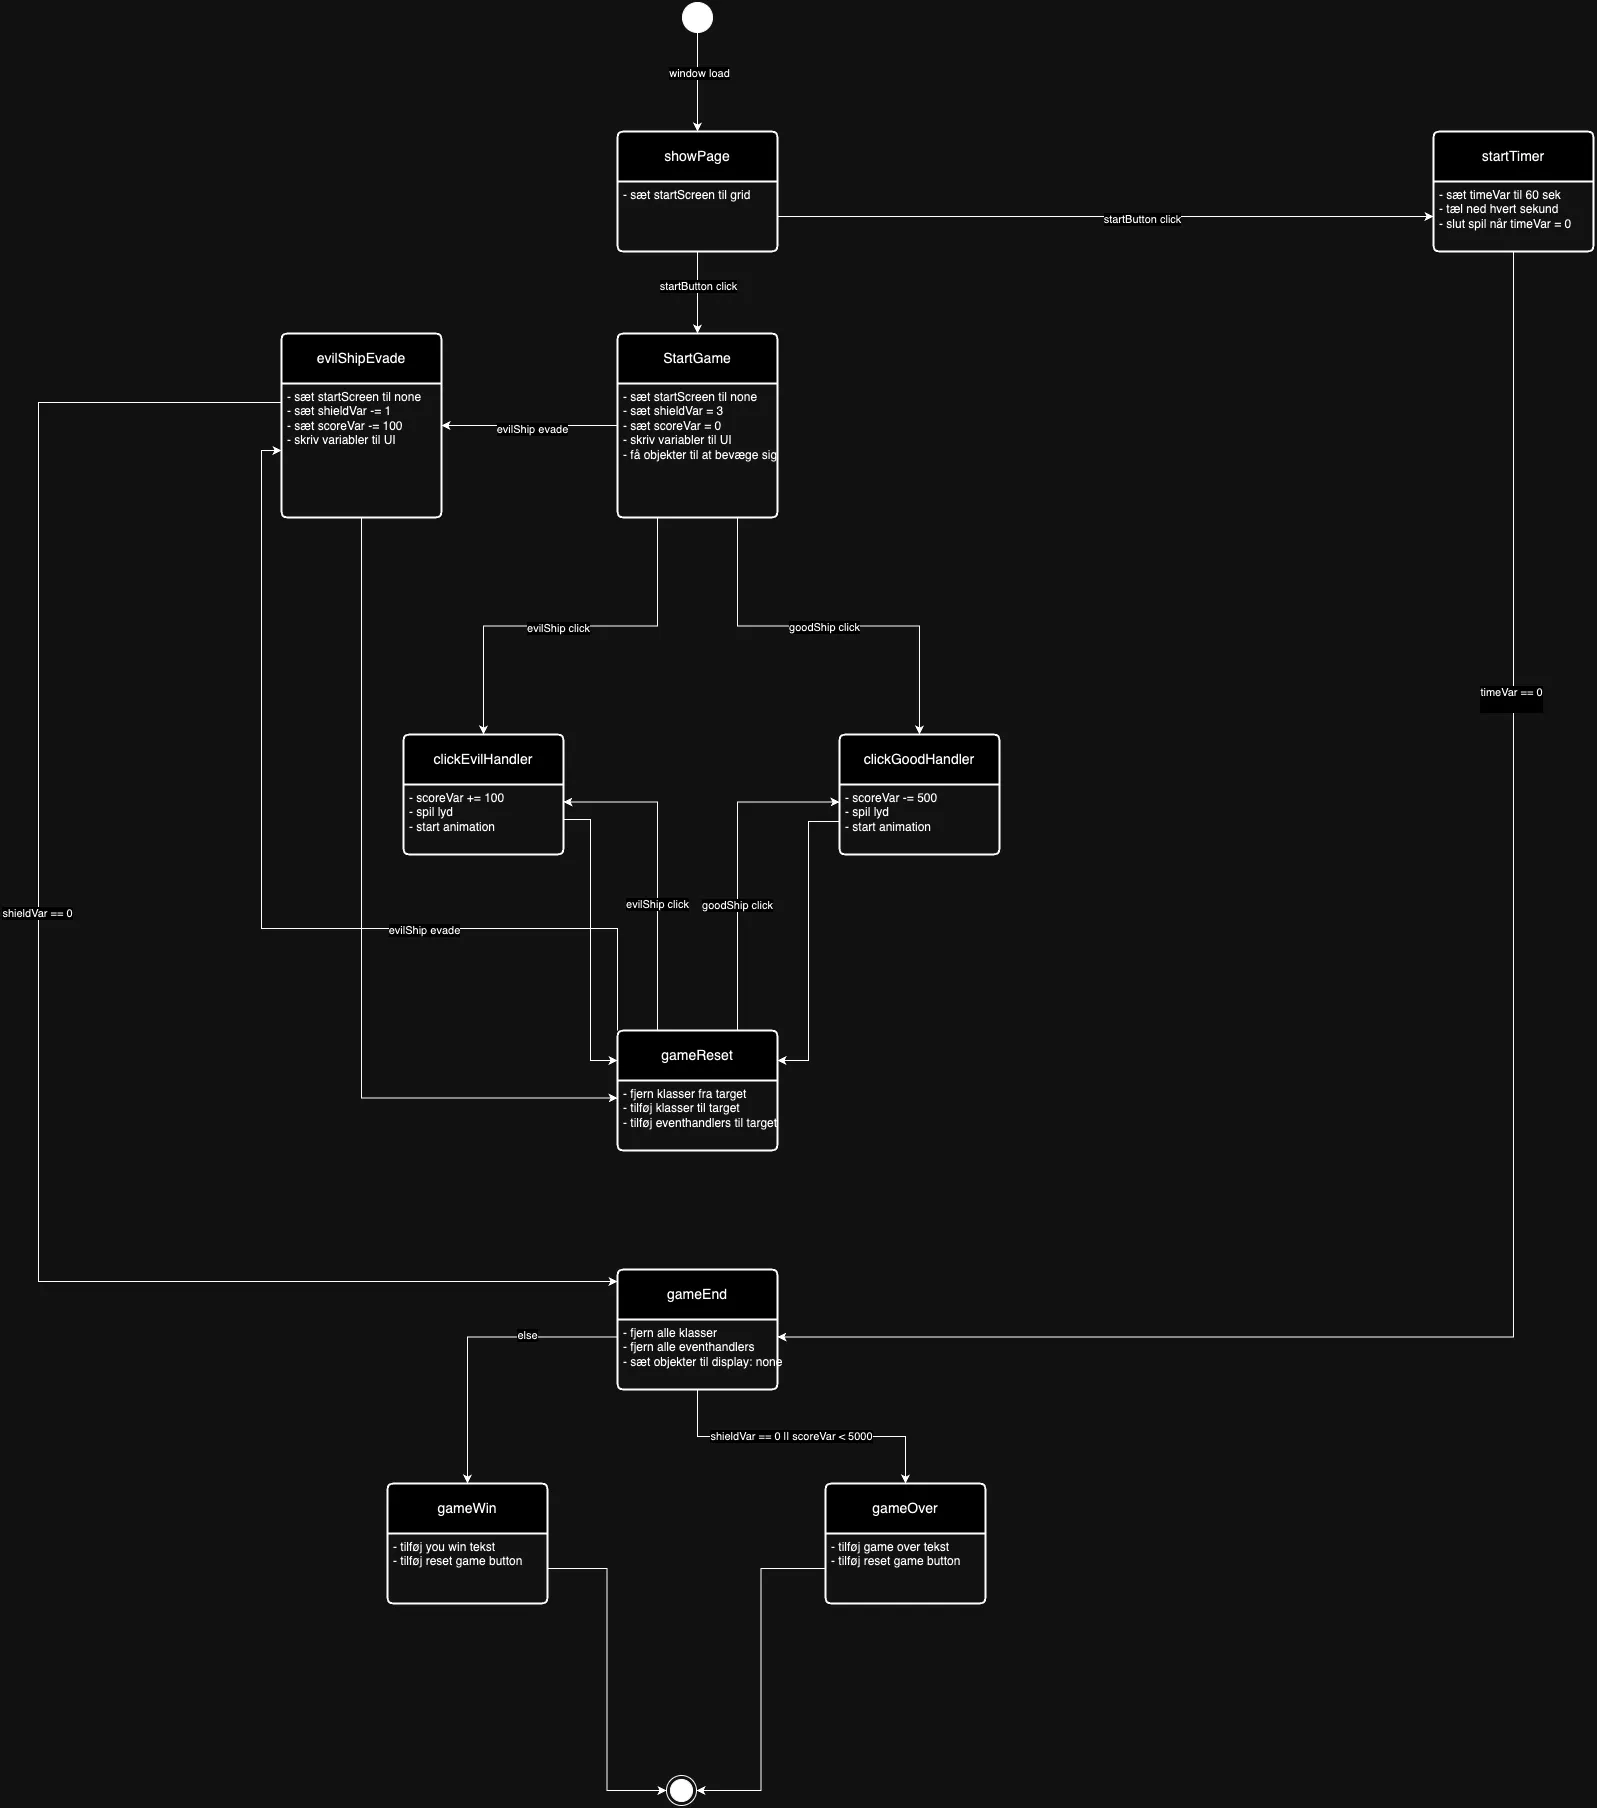 window load
showPage
- sæt startScreen til grid
startTimer
- sæt timeVar til 60 sek
- tæl ned hvert sekund
- slut spil når timeVar = 0
startButton click
startButton click
evilShipEvade
- sæt startScreen til none
- sæt shieldVar -= 1
- sæt scoreVar -= 100
- skriv variabler til UI
evilShip evade
StartGame
- sæt startScreen til none
- sæt shieldVar = 3
- sæt scoreVar = 0
- skriv variabler til UI
- få objekter til at bevæge sig
evilShip click
goodShip click
timeVar == 0
clickEvilHandler
- scoreVar += 100
- spil lyd
- start animation
clickGoodHandler
- scoreVar -= 500
- spil lyd
- start animation
evilShip click
goodShip click
shieldVar == 0
evilShip evade
gameReset
- fjern klasser fra target
- tilføj klasser til target
- tilføj eventhandlers til target
gameEnd
- fjern alle klasser
- fjern alle eventhandlers
- sæt objekter til display: none
else
shieldVar == 0 || scoreVar < 5000
gameWin
- tilføj you win tekst
- tilføj reset game button
gameOver
- tilføj game over tekst
- tilføj reset game button